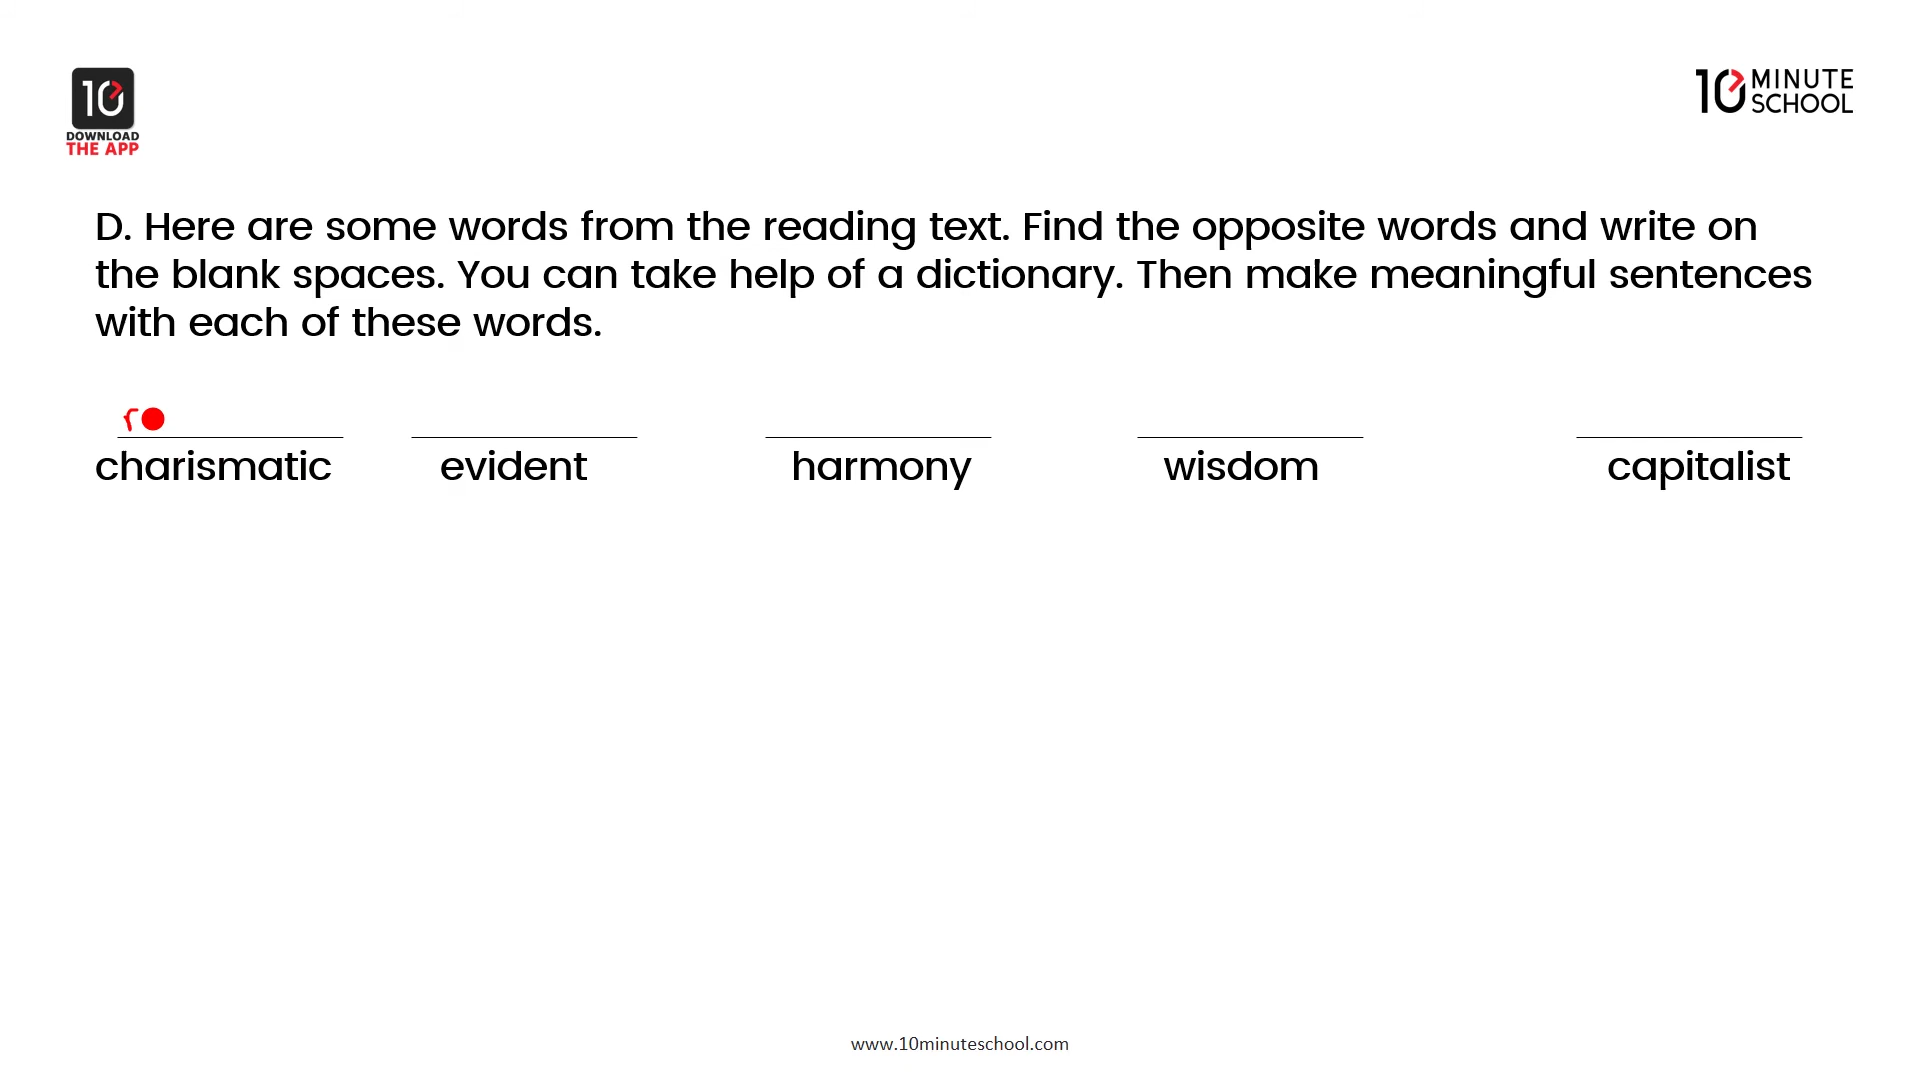 10
DOWNLOAD
THE APP
10 MINUTE
SCHOOL
D. Here are some words from the reading text. Find the opposite words and write on
the blank spaces. You can take help of a dictionary. Then make meaningful sentences
with each of these words.
charismatic evident harmony wisdom capitalist
www.10minuteschool.com